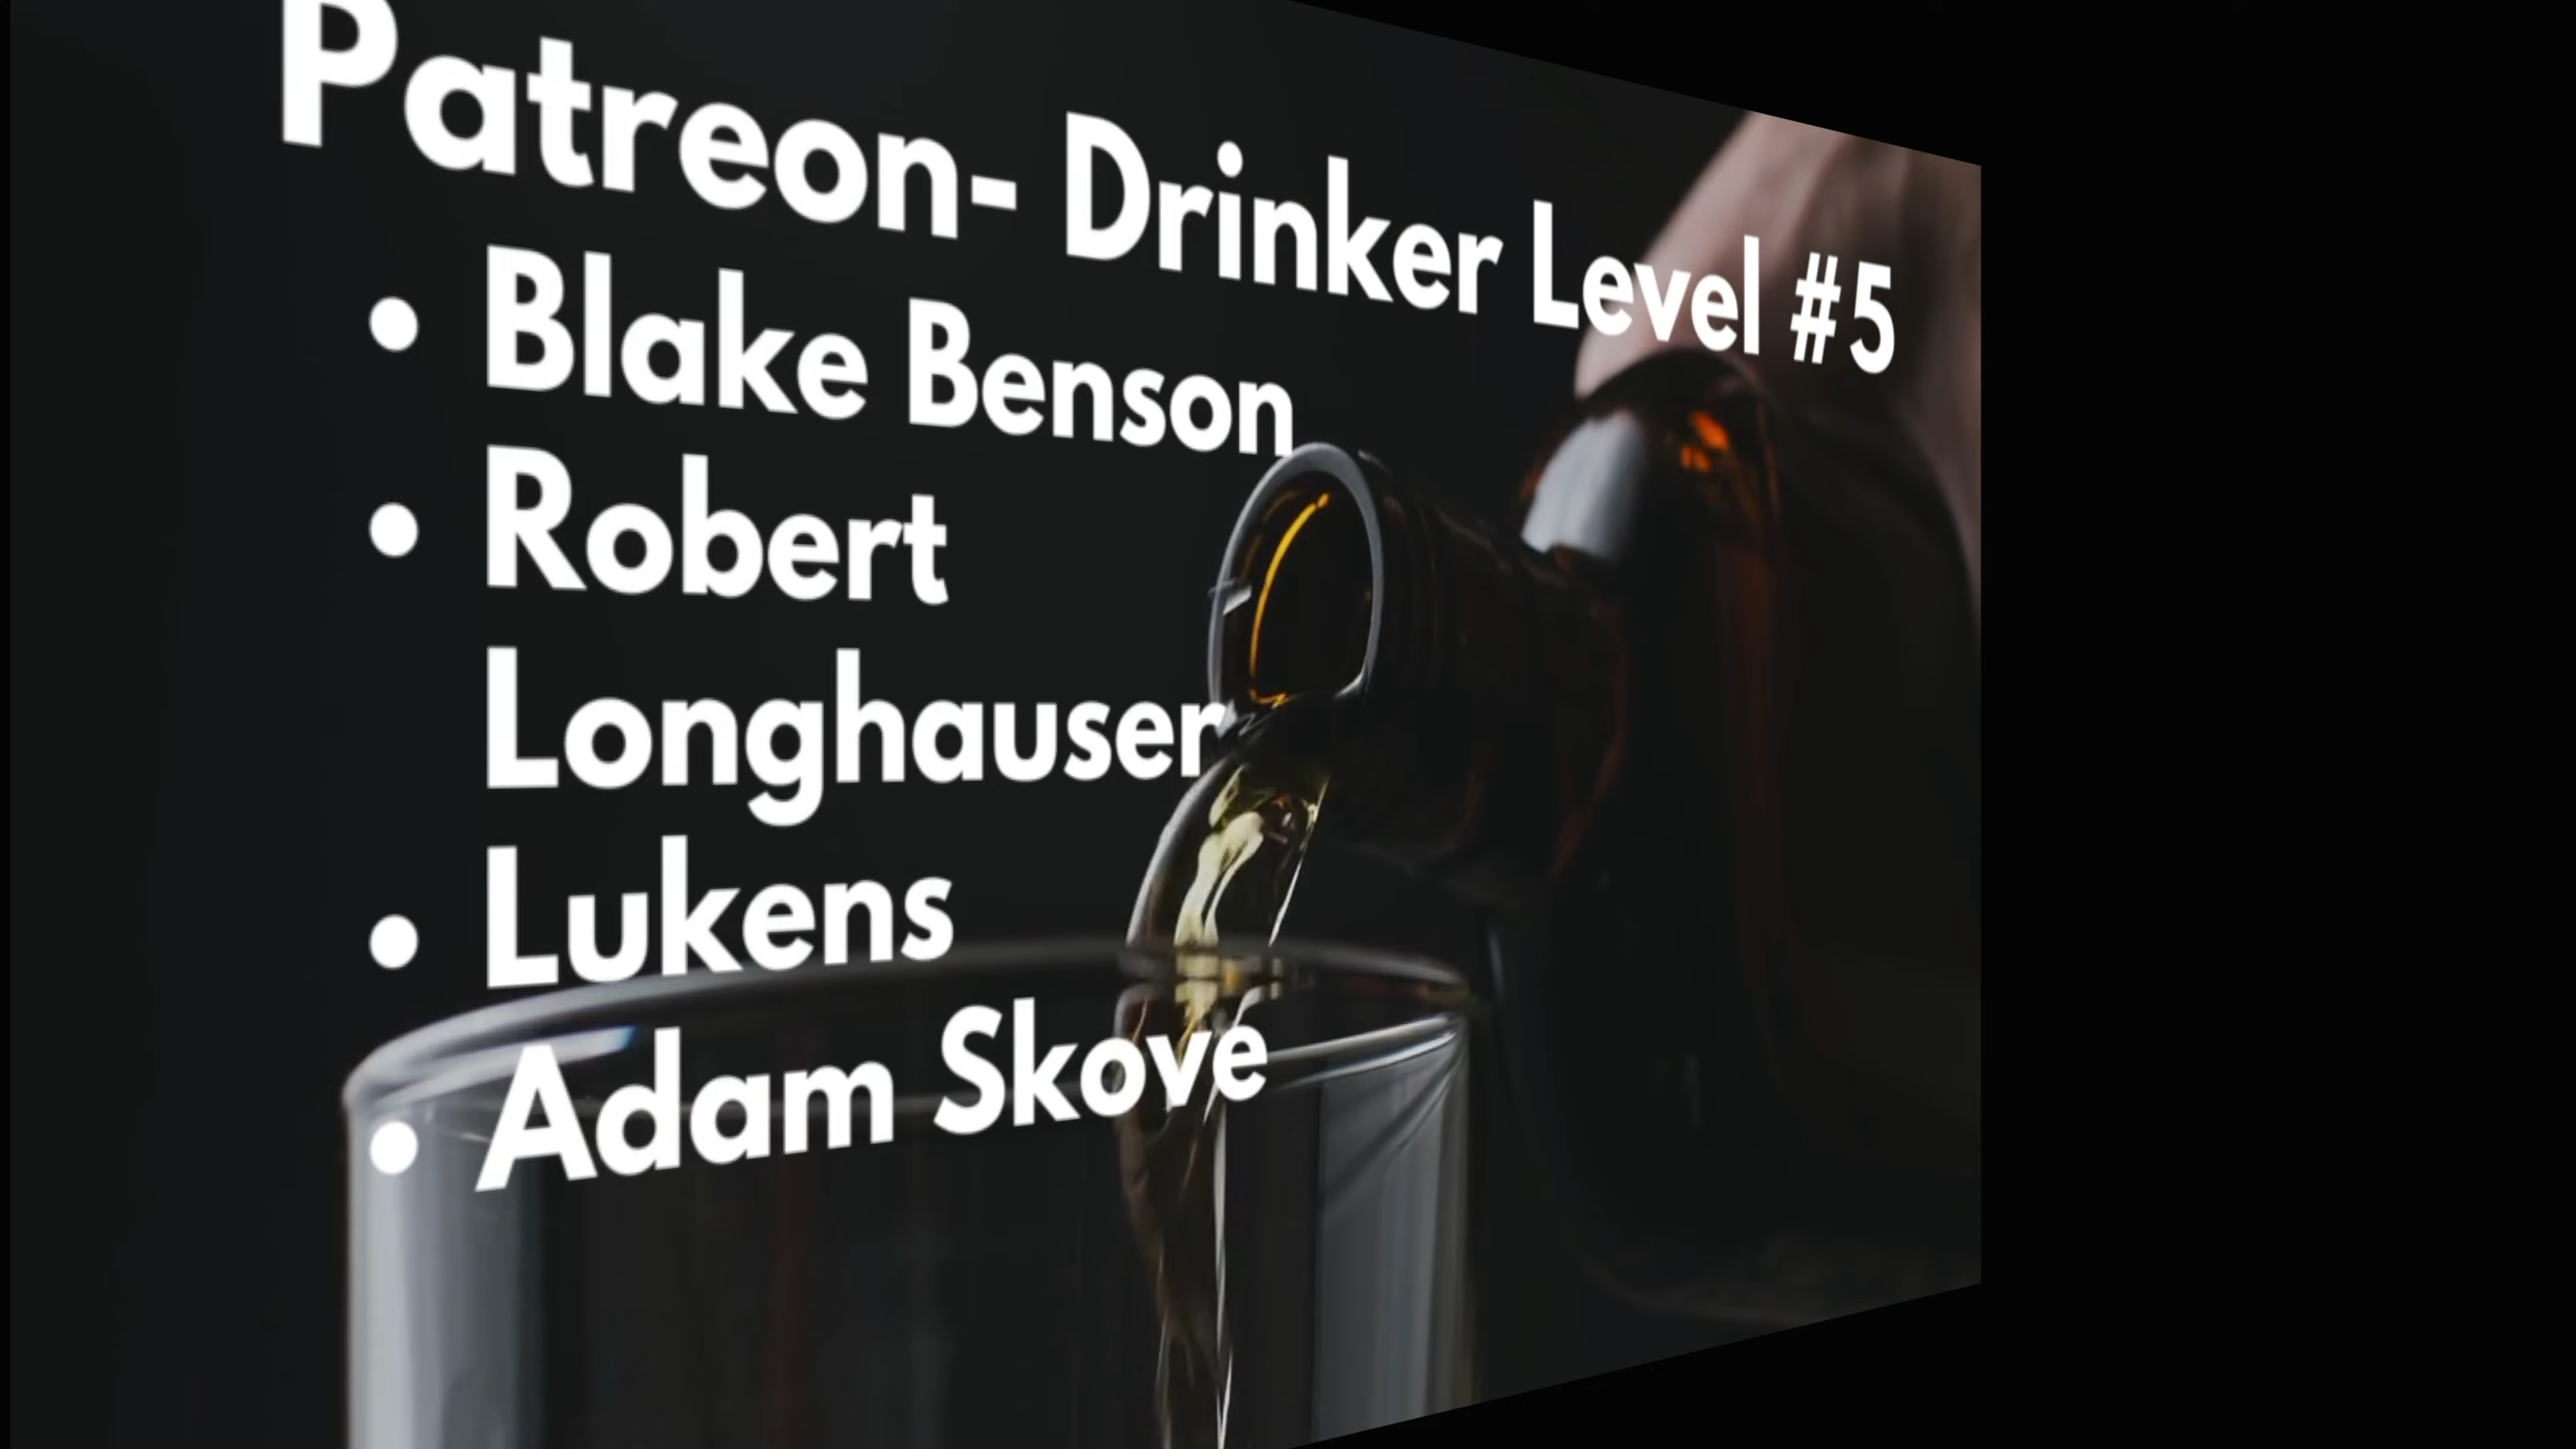 Patreon- Drinker Level #5
• Blake Benson
• Robert
Longhauser
• Lukens
• Adam Skove